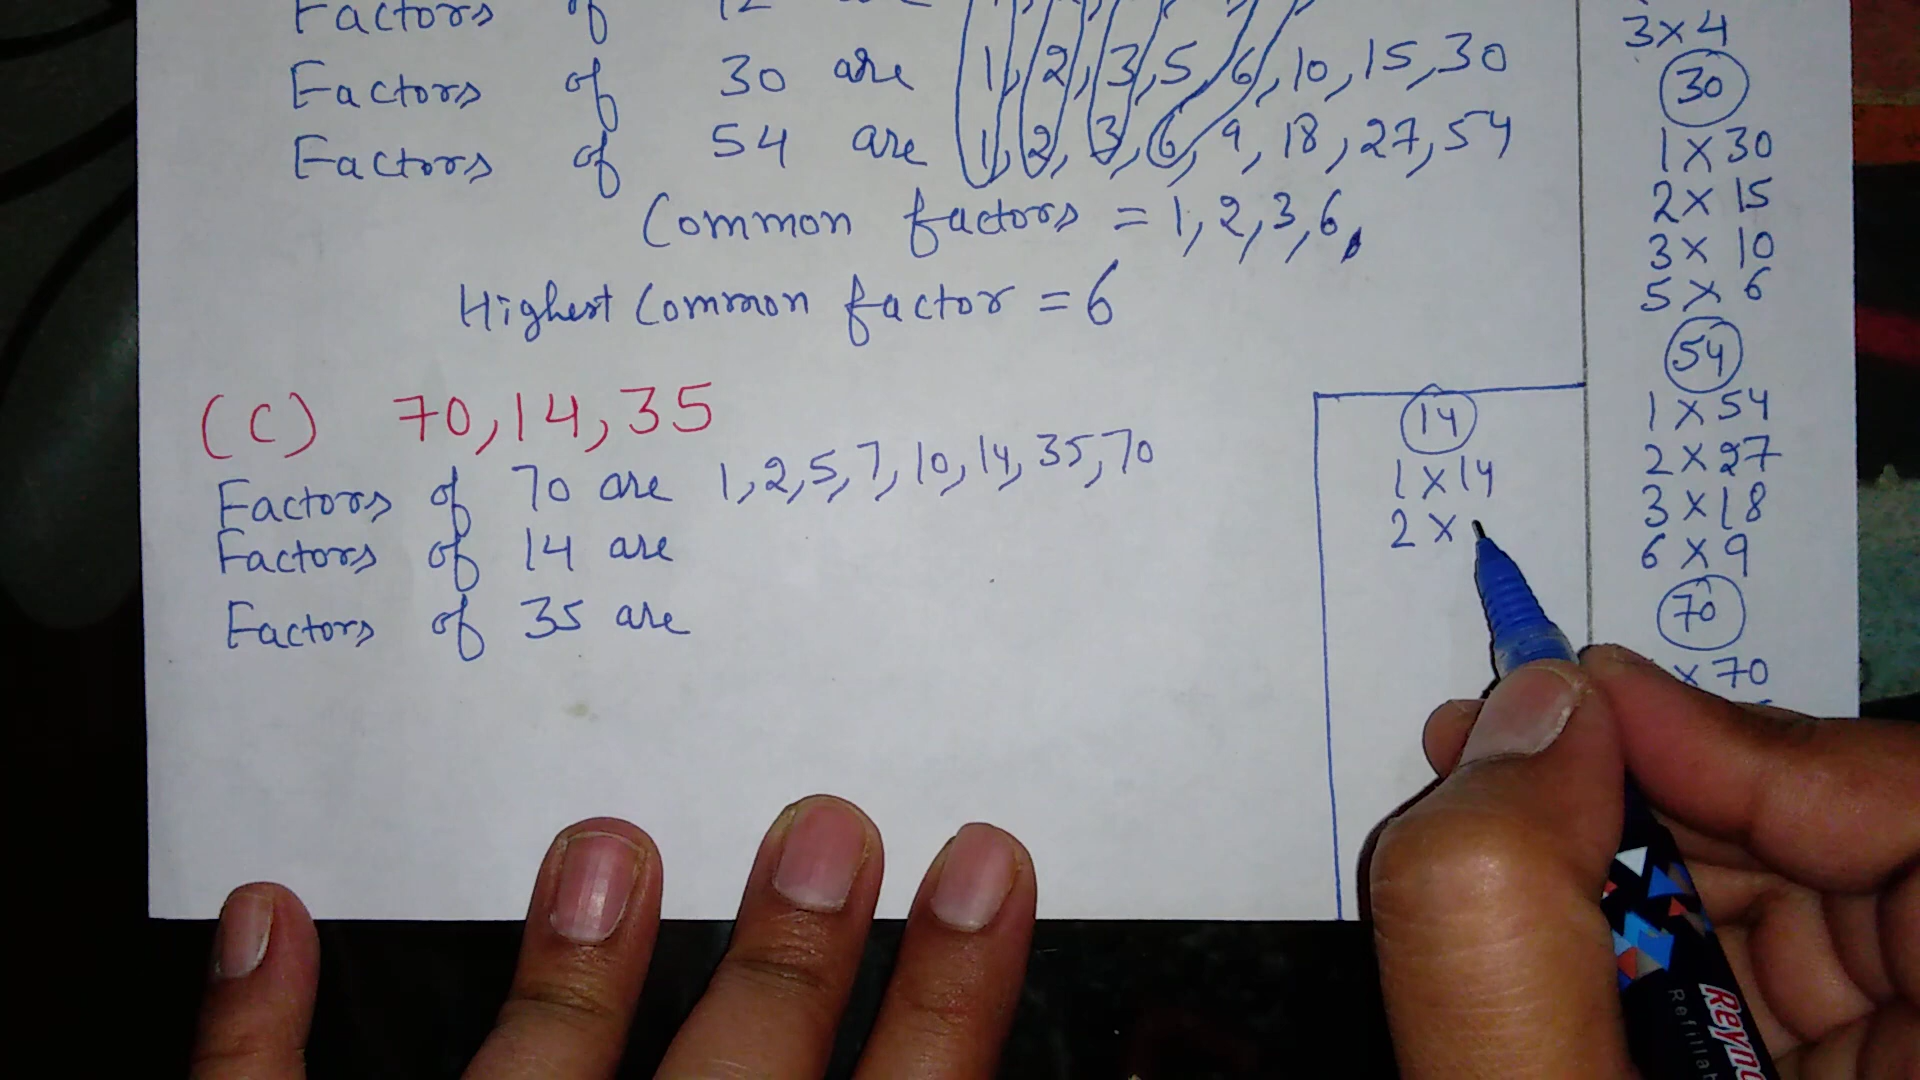 Factors of 12 are
Factors of 30 are 1, 2, 3, 5, 6, 10, 15, 30
Factors of 54 are 1, 2, 3, 6, 9, 18, 27, 54
Common factors = 1, 2, 3, 6,
Highest Common factor = 6
(C) 70, 14, 35
Factors of 70 are 1, 2, 5, 7, 10, 14, 35, 70
Factors of 14 are
Factors of 35 are
14
1 x 14
2 x
3 x 4
30
1 x 30
2 x 15
3 x 10
5 x 6
54
1 x 54
2 x 27
3 x 18
6 x 9
70
x 70